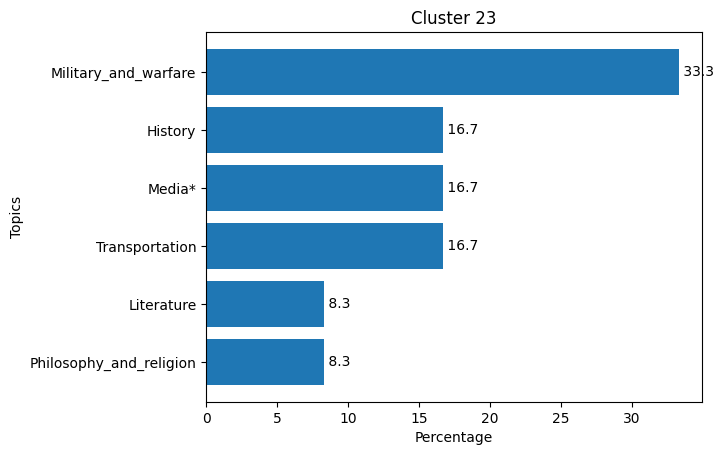 Cluster 23
Topics
Military_and_warfare 33.3
History 16.7
Media* 16.7
Transportation 16.7
Literature 8.3
Philosophy_and_religion 8.3
0 5 10 15 20 25 30
Percentage